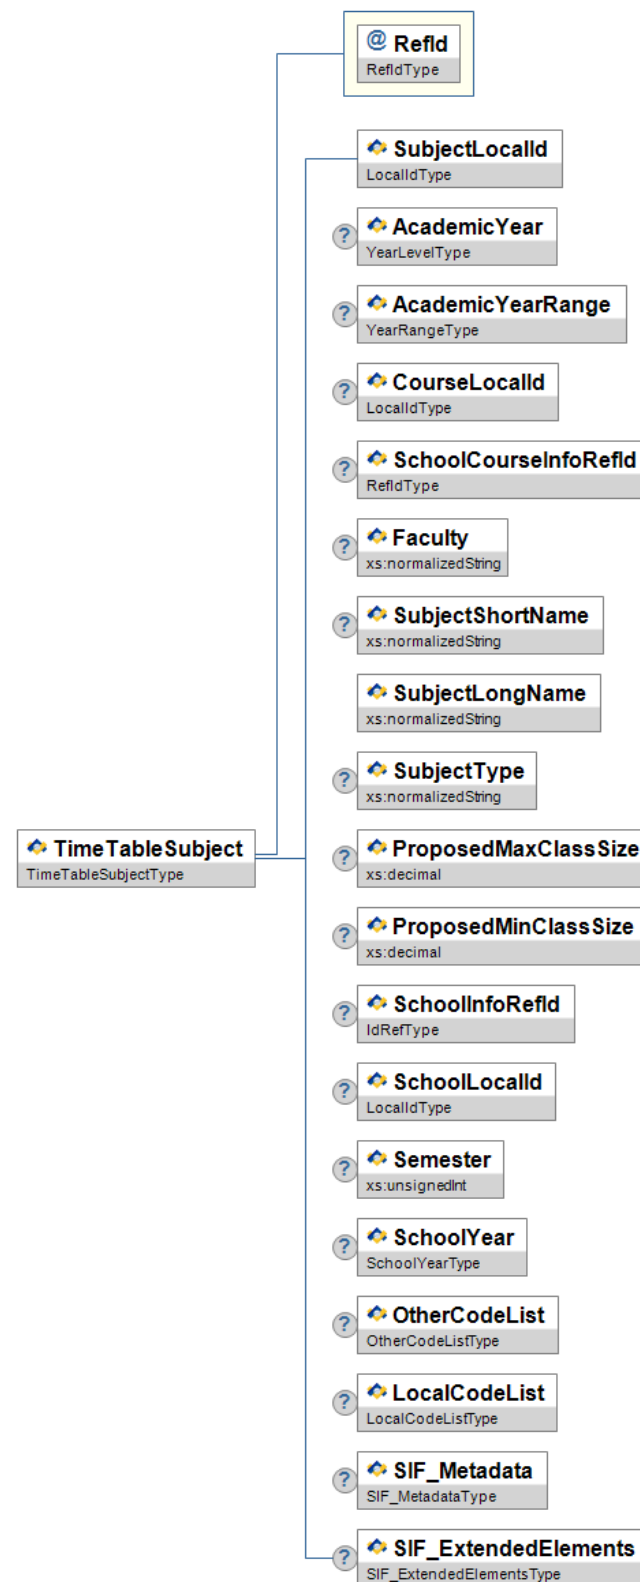 @ RefId
RefIdType
SubjectLocalId
LocalIdType
? AcademicYear
YearLevelType
? AcademicYearRange
YearRangeType
? CourseLocalId
LocalIdType
? SchoolCourseInfoRefId
RefIdType
? Faculty
xs:normalizedString
? SubjectShortName
xs:normalizedString
SubjectLongName
xs:normalizedString
? SubjectType
xs:normalizedString
TimeTableSubject
TimeTableSubjectType
? ProposedMaxClassSize
xs:decimal
? ProposedMinClassSize
xs:decimal
? SchoolInfoRefId
IdRefType
? SchoolLocalId
LocalIdType
? Semester
xs:unsignedInt
? SchoolYear
SchoolYearType
? OtherCodeList
OtherCodeListType
? LocalCodeList
LocalCodeListType
? SIF_Metadata
SIF_MetadataType
? SIF_ExtendedElements
SIF_ExtendedElementsType